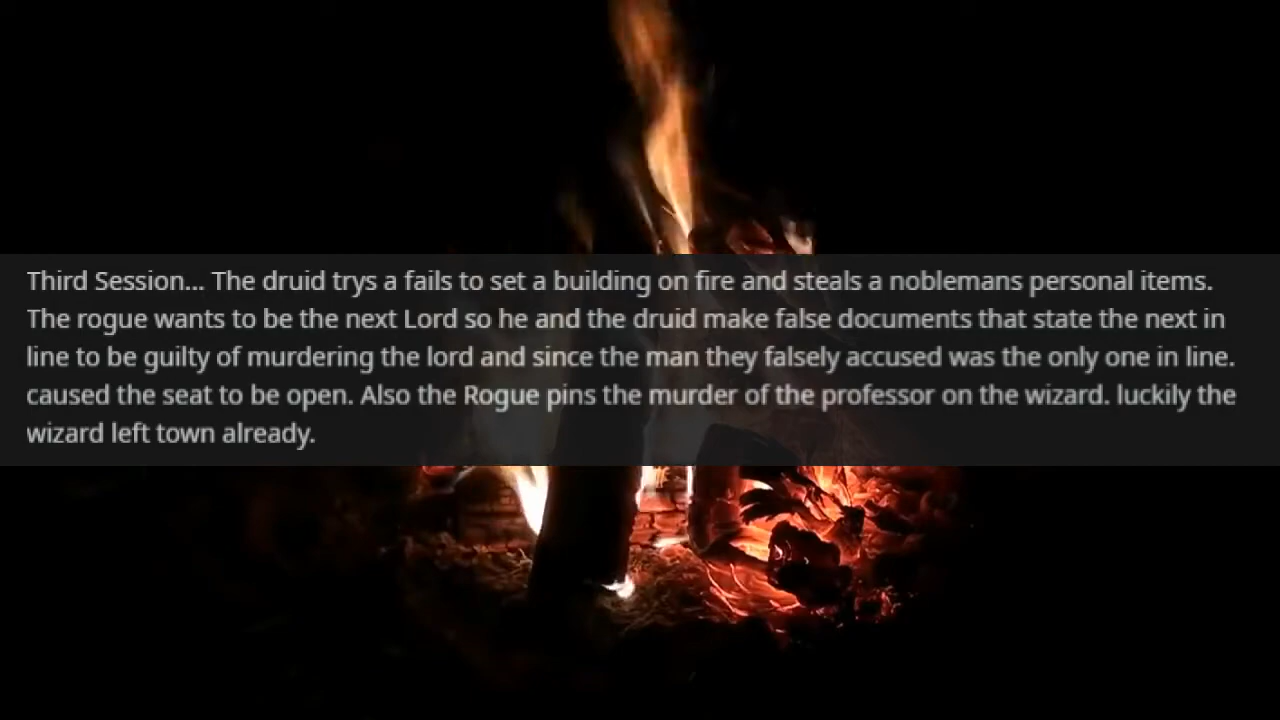 Third Session... The druid trys a fails to set a building on fire and steals a noblemans personal items.
The rogue wants to be the next Lord so he and the druid make false documents that state the next in
line to be guilty of murdering the lord and since the man they falsely accused was the only one in line.
caused the seat to be open. Also the Rogue pins the murder of the professor on the wizard. luckily the
wizard left town already.